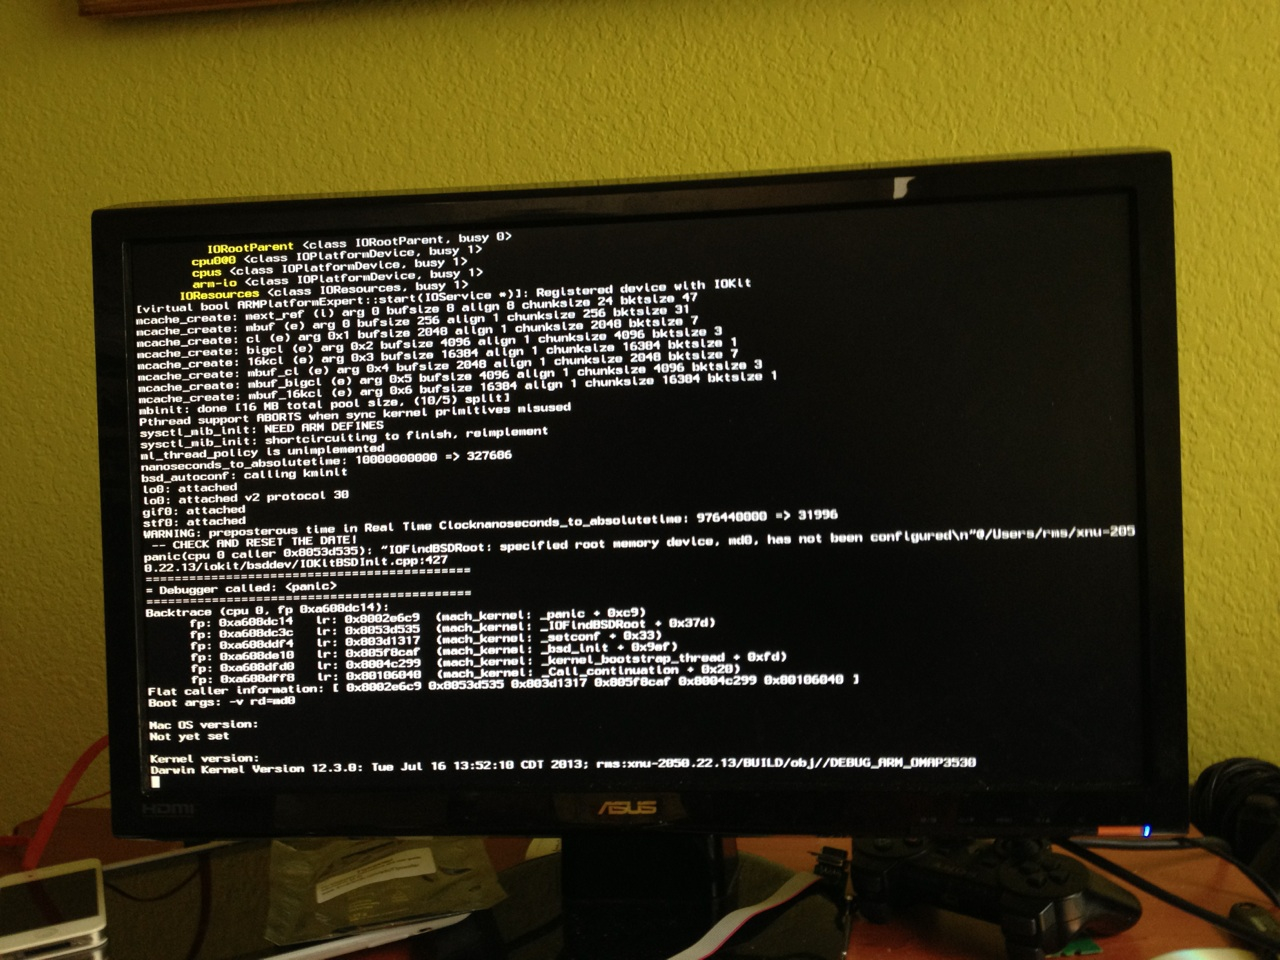 IORootParent <class IORootParent, busy 0>
cpu000 <class IOPlatformDevice, busy 1>
cpus <class IOPlatformDevice, busy 1>
arm-io <class IOPlatformDevice, busy 1>
IOResources <class IOResources, busy 1>
[virtual bool ARMPlatformExpert::start(IOService *)]: Registered device with IOKit
mcache_create: mext_ref (l) arg 0 bufsize 8 align 8 chunksize 24 bktsize 47
mcache_create: mbuf (e) arg 0 bufsize 256 align 1 chunksize 256 bktsize 31
mcache_create: cl (e) arg 0x1 bufsize 2048 align 1 chunksize 2048 bktsize 7
mcache_create: bigcl (e) arg 0x2 bufsize 4096 align 1 chunksize 4096 bktsize 3
mcache_create: 16kcl (e) arg 0x3 bufsize 16384 align 1 chunksize 16384 bktsize 1
mcache_create: mbuf_cl (e) arg 0x4 bufsize 2048 align 1 chunksize 2048 bktsize 7
mcache_create: mbuf_bigcl (e) arg 0x5 bufsize 4096 align 1 chunksize 4096 bktsize 3
mcache_create: mbuf_16kcl (e) arg 0x6 bufsize 16384 align 1 chunksize 16384 bktsize 1
mbinit: done [16 MB total pool size, (10/5) split]
Pthread support ABORTS when sync kernel primitives misused
sysctl_mib_init: NEED ARM DEFINES
sysctl_mib_init: shortcircuiting to finish, reimplement
ml_thread_policy is unimplemented
nanoseconds_to_absolutetime: 10000000000 => 327686
bsd_autoconf: calling kminit
lo0: attached
lo0: attached v2 protocol 30
gif0: attached
stf0: attached
WARNING: preposterous time in Real Time Clocknanoseconds_to_absolutetime: 976440000 => 31996
-- CHECK AND RESET THE DATE!
panic(cpu 0 caller 0x8053d535): "IOFindBSDRoot: specified root memory device, md0, has not been configured\n"@/Users/rms/xnu-205
0.22.13/iokit/bsddev/IOKitBSDInit.cpp:427
=============================================
= Debugger called: <panic>
=============================================
Backtrace (cpu 0, fp 0xa608dc14):
fp: 0xa608dc14 lr: 0x8002e6c9 (mach_kernel: _panic + 0xc9)
fp: 0xa608dc3c lr: 0x8053d535 (mach_kernel: _IOFindBSDRoot + 0x37d)
fp: 0xa608ddf4 lr: 0x803d1317 (mach_kernel: _setconf + 0x33)
fp: 0xa608de10 lr: 0x805f8caf (mach_kernel: _bsd_init + 0x9ef)
fp: 0xa608dfd0 lr: 0x8004c299 (mach_kernel: _kernel_bootstrap_thread + 0xfd)
fp: 0xa608dff8 lr: 0x80106040 (mach_kernel: _Call_continuation + 0x20)
Flat caller information: [ 0x8002e6c9 0x8053d535 0x803d1317 0x805f8caf 0x8004c299 0x80106040 ]
Boot args: -v rd=md0
Mac OS version:
Not yet set
Kernel version:
Darwin Kernel Version 12.3.0: Tue Jul 16 13:52:10 CDT 2013; rms:xnu-2050.22.13/BUILD/obj//DEBUG_ARM_OMAP3530
HDMI
ASUS